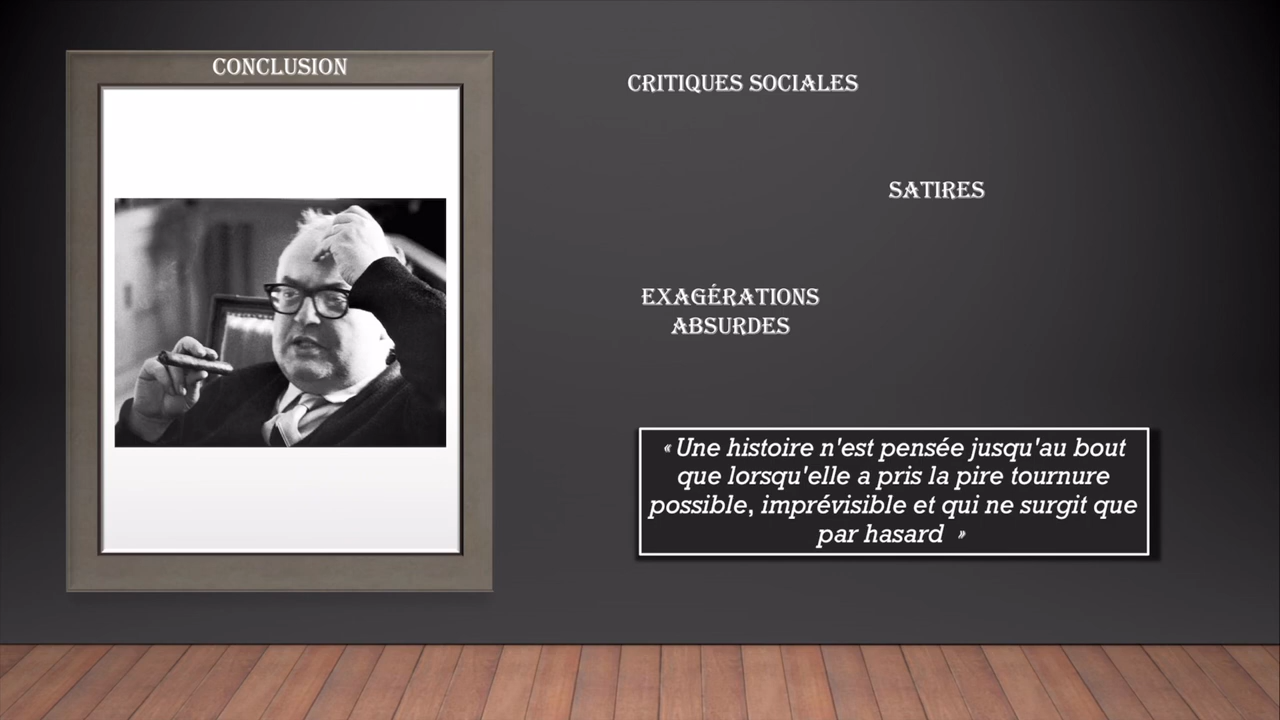 CONCLUSION
CRITIQUES SOCIALES
SATIRES
EXAGÉRATIONS
ABSURDES
« Une histoire n'est pensée jusqu'au bout
que lorsqu'elle a pris la pire tournure
possible, imprévisible et qui ne surgit que
par hasard »